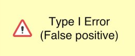 Type I Error
(False positive)